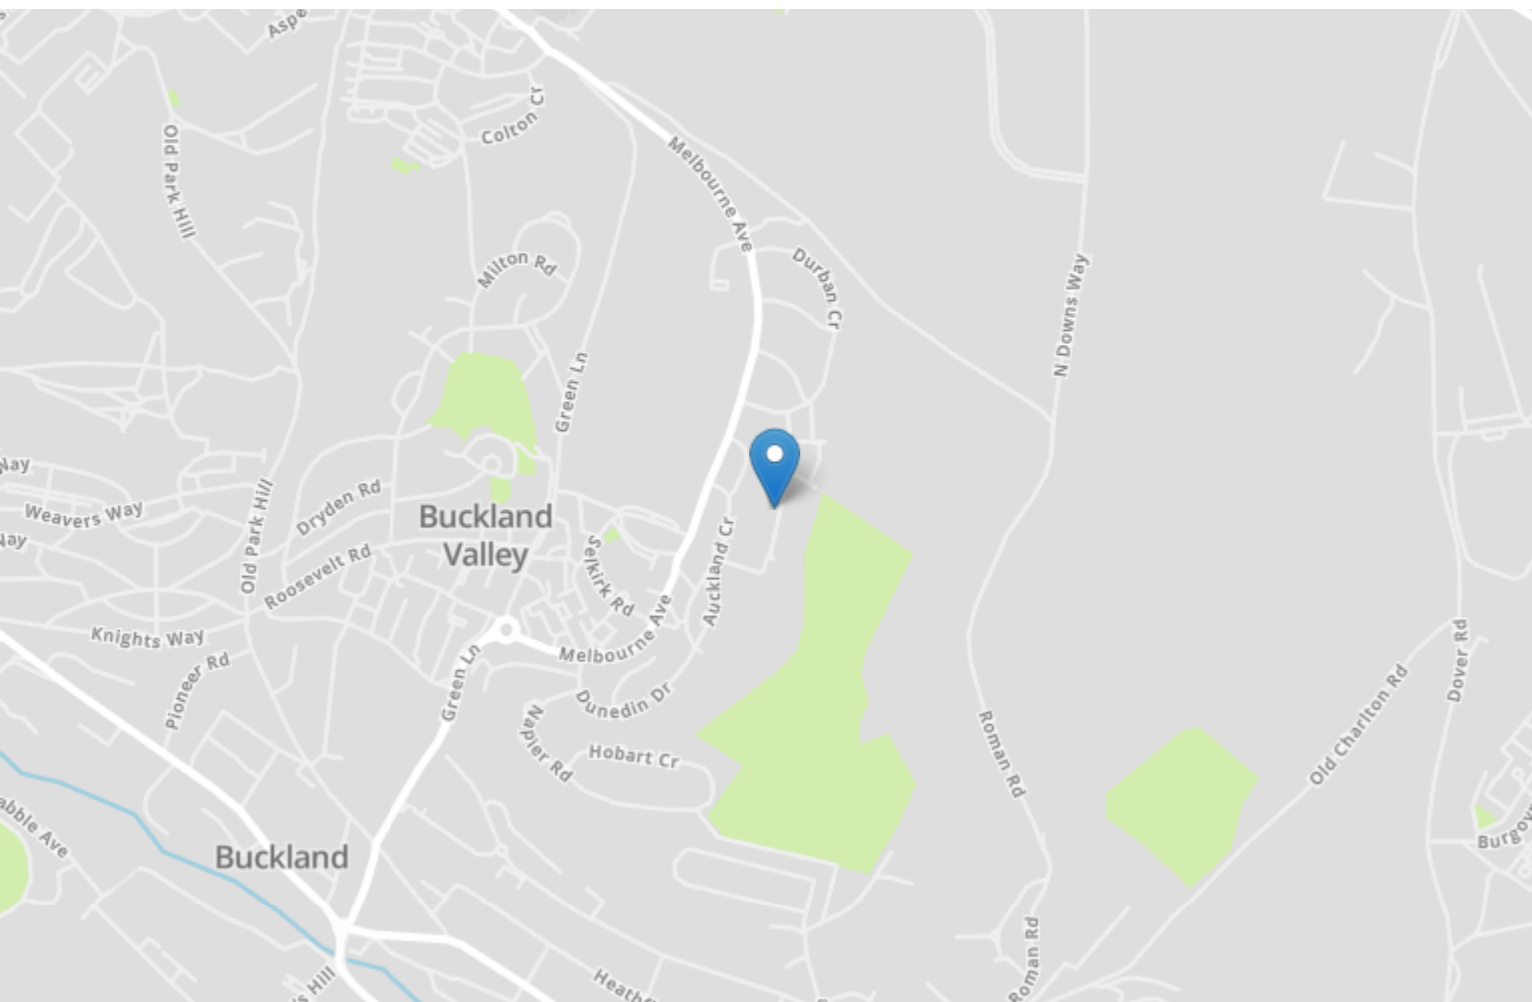 Colton Cr
Old Park Hill
Melbourne Ave
Milton Rd
Durban Cr
N Downs Way
Green Ln
Weavers Way
Dryden Rd
Old Park Hill
Buckland
Valley
Roosevelt Rd
Selkirk Rd
Auckland Cr
Knights Way
Melbourne Ave
Pioneer Rd
Green Ln
Dunedin Dr
Napier Rd
Hobart Cr
Roman Rd
Old Charlton Rd
Dover Rd
Buckland
Roman Rd